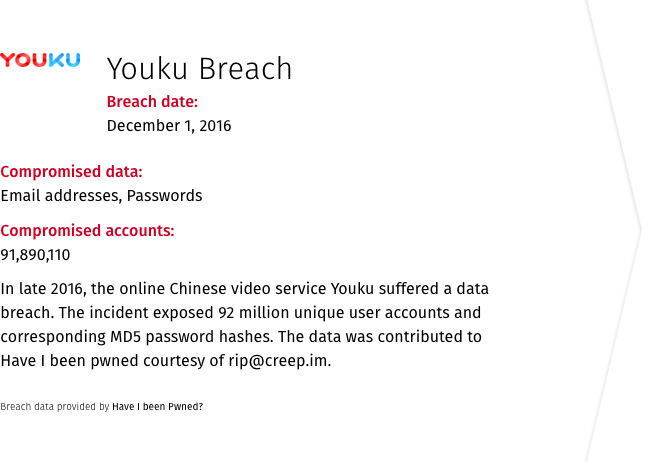 YOUKU
Youku Breach
Breach date:
December 1, 2016
Compromised data:
Email addresses, Passwords
Compromised accounts:
91,890,110
In late 2016, the online Chinese video service Youku suffered a data
breach. The incident exposed 92 million unique user accounts and
corresponding MD5 password hashes. The data was contributed to
Have I been pwned courtesy of rip@creep.im.
Breach data provided by Have I been Pwned?